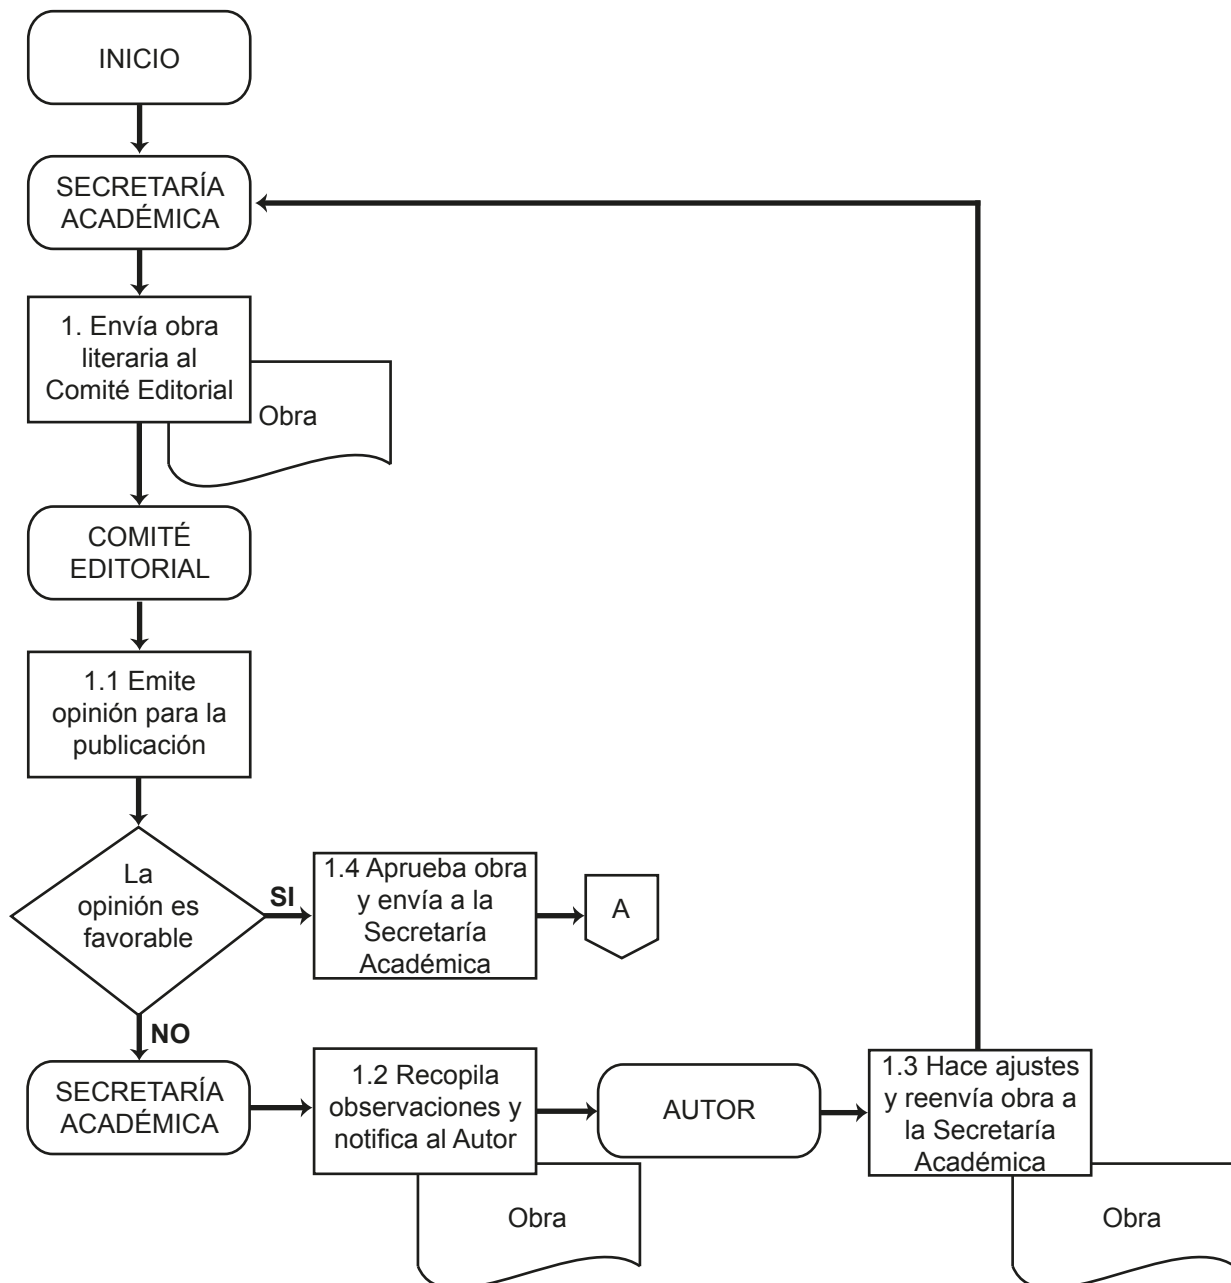 INICIO
SECRETARÍA
ACADÉMICA
1. Envía obra
literaria al
Comité Editorial
Obra
COMITÉ
EDITORIAL
1.1 Emite
opinión para la
publicación
La
opinión es
favorable
SI
1.4 Aprueba obra
y envía a la
Secretaría
Académica
A
NO
SECRETARÍA
ACADÉMICA
1.2 Recopila
observaciones y
notifica al Autor
Obra
AUTOR
1.3 Hace ajustes
y reenvía obra a
la Secretaría
Académica
Obra